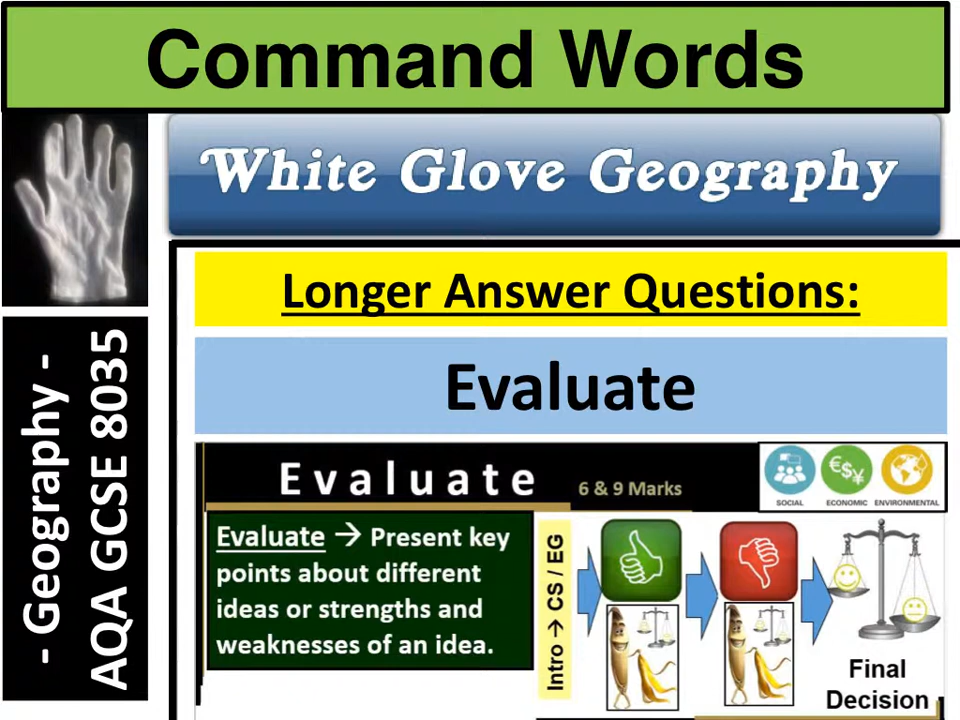 Command Words
White Glove Geography
- Geography -
AQA GCSE 8035
Longer Answer Questions:
Evaluate
Evaluate
6 & 9 Marks
SOCIAL
ECONOMIC
ENVIRONMENTAL
Evaluate → Present key
points about different
ideas or strengths and
weaknesses of an idea.
Intro → CS / EG
Final
Decision